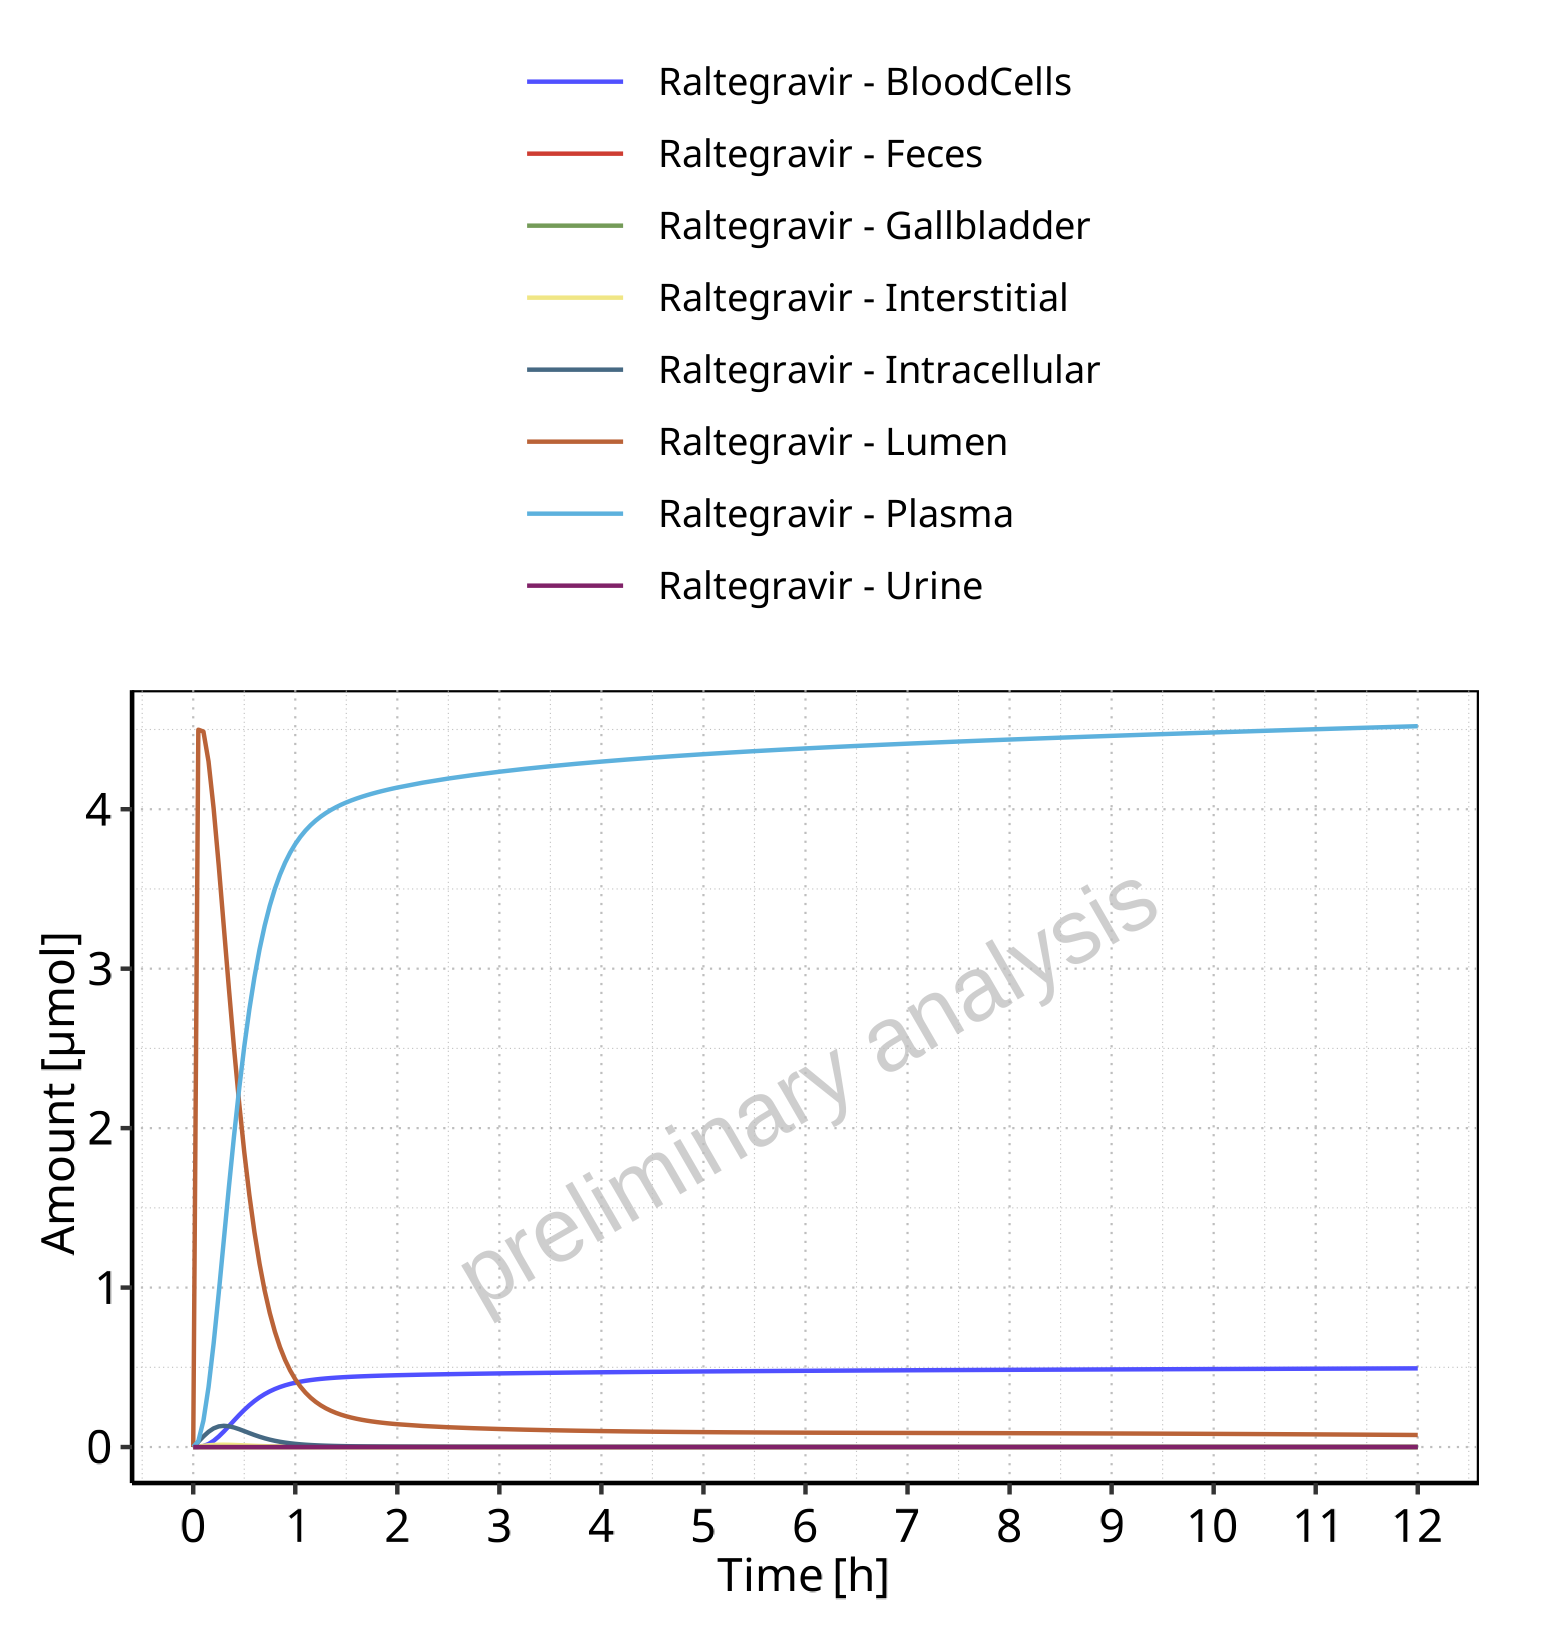 Raltegravir - BloodCells
Raltegravir - Feces
Raltegravir - Gallbladder
Raltegravir - Interstitial
Raltegravir - Intracellular
Raltegravir - Lumen
Raltegravir - Plasma
Raltegravir - Urine
Amount [µmol]
4
3
2
1
0
preliminary analysis
0 1 2 3 4 5 6 7 8 9 10 11 12
Time [h]